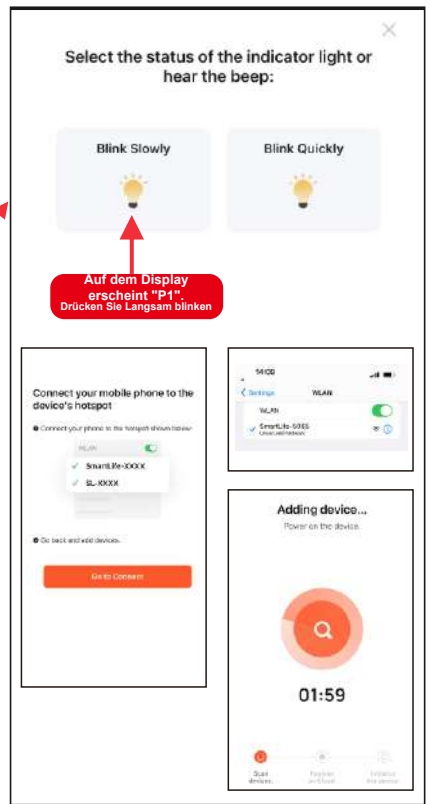 Select the status of the indicator light or
hear the beep:
Blink Slowly
Blink Quickly
Auf dem Display
erscheint "P1".
Drücken Sie Langsam blinken
Connect your mobile phone to the
device's hotspot
Connect your phone to the hotspot shown below:
WLAN
SmartLife-XXXX
SL-XXXX
Go back and add devices.
Go to Connect
Settings
WLAN
WLAN
Adding device...
Power on the device.
01:59
Scan
devices.